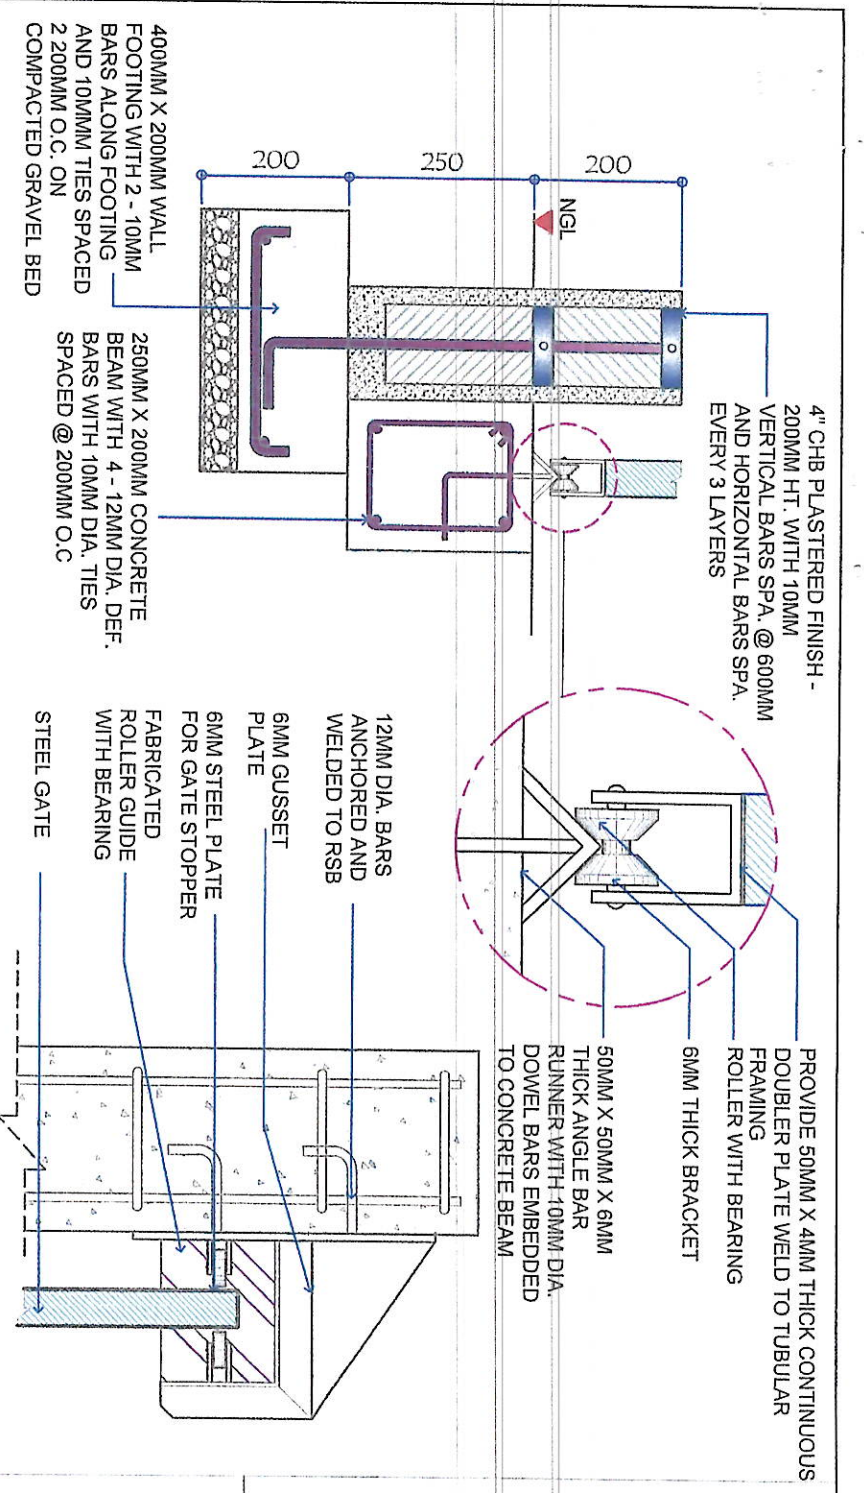 4" CHB PLASTERED FINISH -
200MM HT. WITH 10MM
VERTICAL BARS SPA. @ 600MM
AND HORIZONTAL BARS SPA.
EVERY 3 LAYERS
200
250
200
NGL
400MM X 200MM WALL
FOOTING WITH 2 - 10MM
BARS ALONG FOOTING
AND 10MMM TIES SPACED
2 200MM O.C. ON
COMPACTED GRAVEL BED
250MM X 200MM CONCRETE
BEAM WITH 4 - 12MM DIA. DEF.
BARS WITH 10MM DIA. TIES
SPACED @ 200MM O.C
PROVIDE 50MM X 4MM THICK CONTINUOUS
DOUBLER PLATE WELD TO TUBULAR
FRAMING
ROLLER WITH BEARING
6MM THICK BRACKET
50MM X 50MM X 6MM
THICK ANGLE BAR
RUNNER WITH 10MM DIA.
DOWEL BARS EMBEDDED
TO CONCRETE BEAM
12MM DIA. BARS
ANCHORED AND
WELDED TO RSB
6MM GUSSET
PLATE
6MM STEEL PLATE
FOR GATE STOPPER
FABRICATED
ROLLER GUIDE
WITH BEARING
STEEL GATE